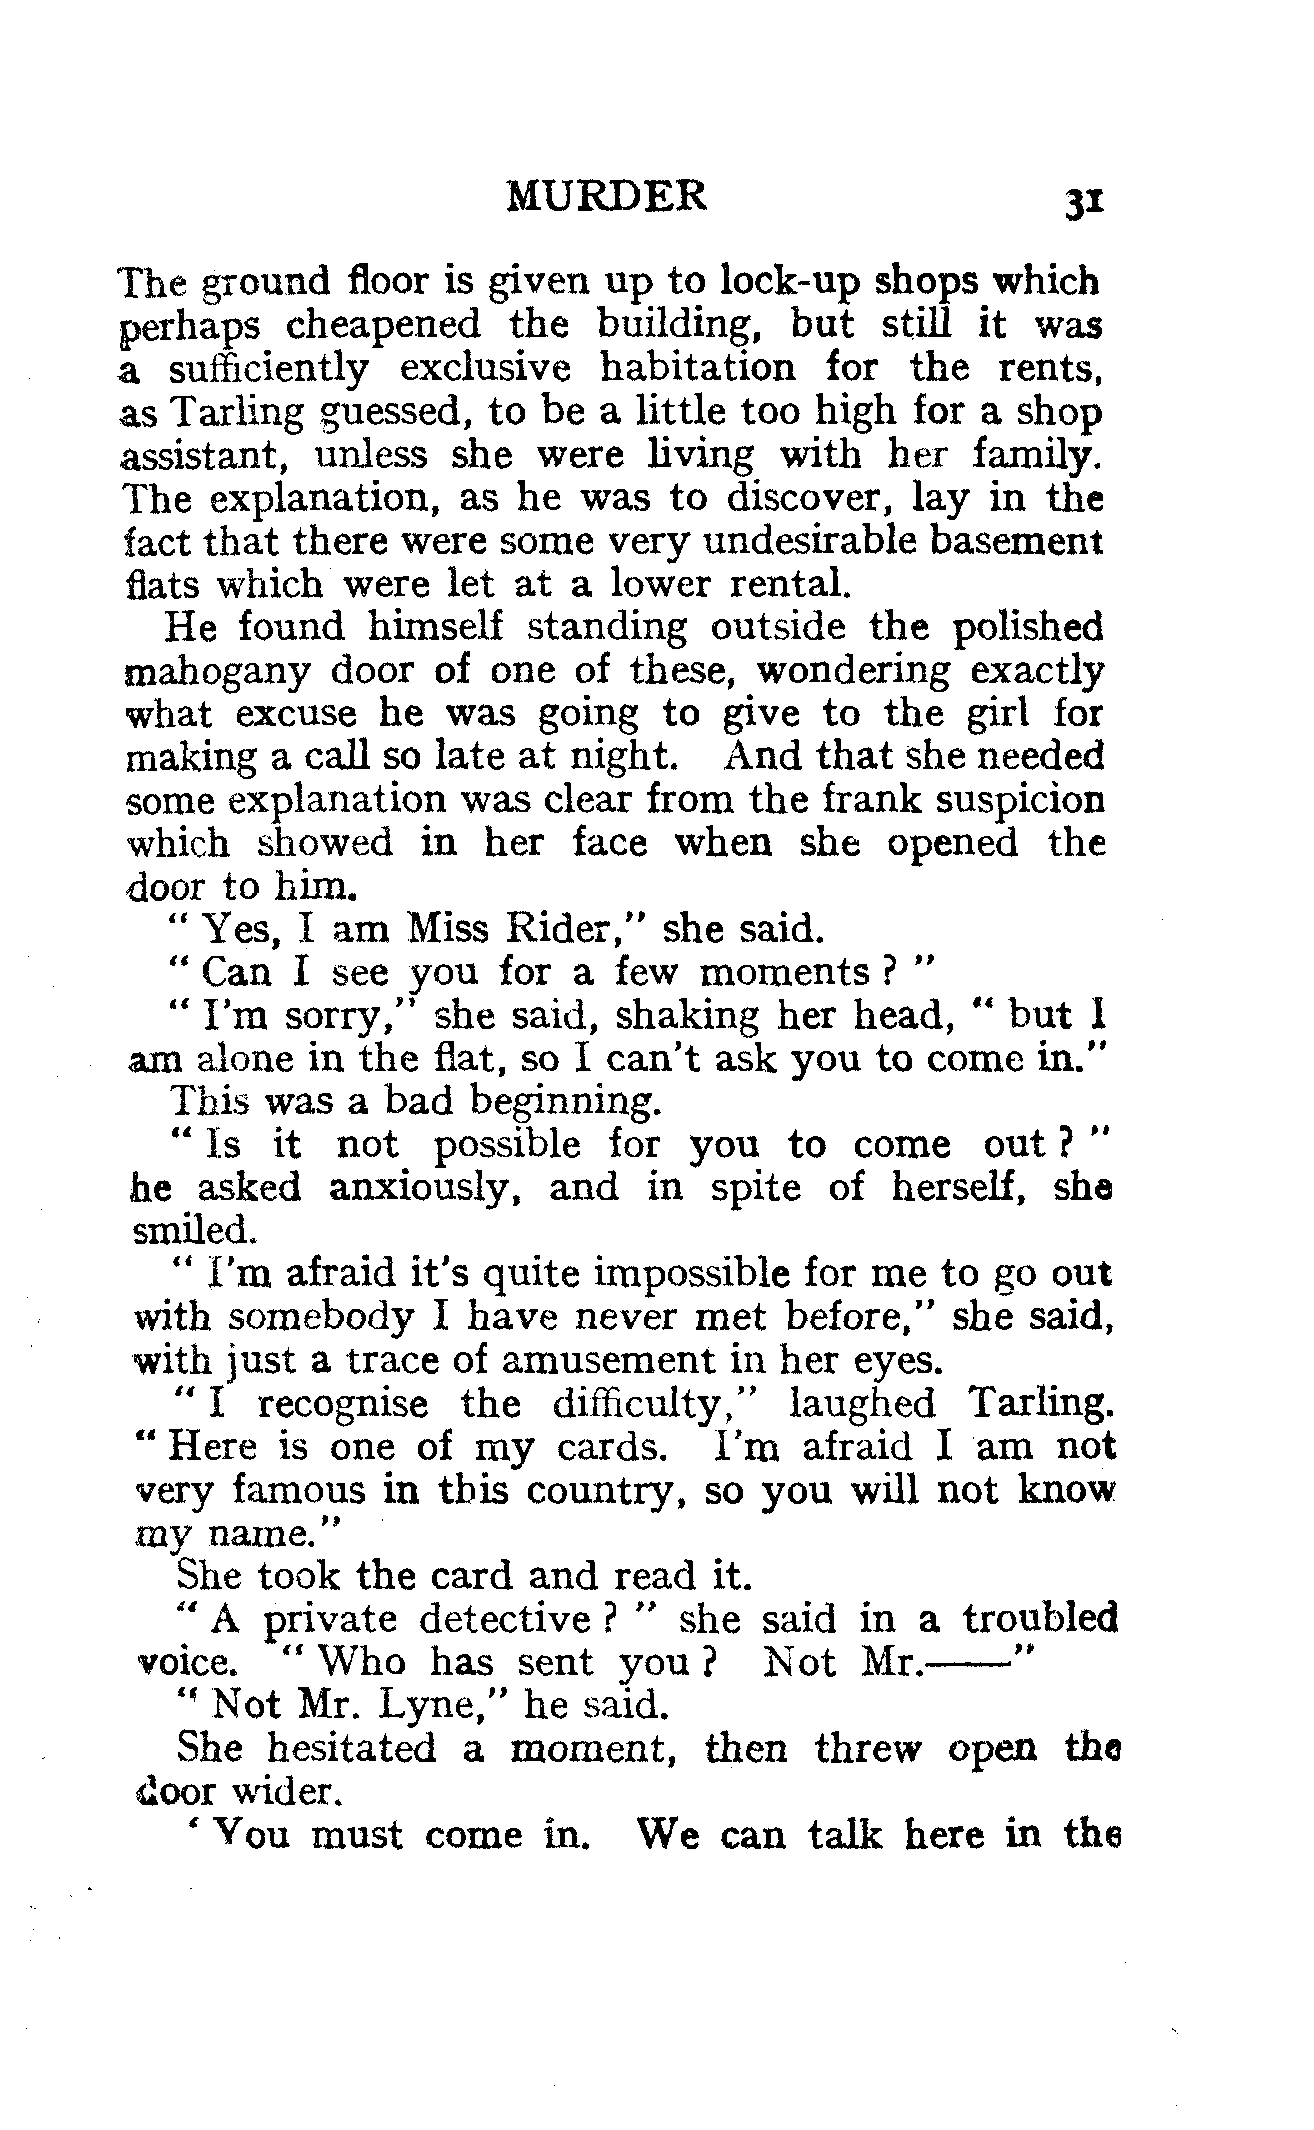 MURDER 31
The ground floor is given up to lock-up shops which
perhaps cheapened the building, but still it was
a sufficiently exclusive habitation for the rents,
as Tarling guessed, to be a little too high for a shop
assistant, unless she were living with her family.
The explanation, as he was to discover, lay in the
fact that there were some very undesirable basement
flats which were let at a lower rental.
He found himself standing outside the polished
mahogany door of one of these, wondering exactly
what excuse he was going to give to the girl for
making a call so late at night. And that she needed
some explanation was clear from the frank suspicion
which showed in her face when she opened the
door to him.
" Yes, I am Miss Rider," she said.
" Can I see you for a few moments ? "
" I'm sorry," she said, shaking her head, " but I
am alone in the flat, so I can't ask you to come in."
This was a bad beginning.
" Is it not possible for you to come out ? "
he asked anxiously, and in spite of herself, she
smiled.
" I'm afraid it's quite impossible for me to go out
with somebody I have never met before," she said,
with just a trace of amusement in her eyes.
" I recognise the difficulty," laughed Tarling.
" Here is one of my cards. I'm afraid I am not
very famous in this country, so you will not know
my name."
She took the card and read it.
" A private detective ? " she said in a troubled
voice. " Who has sent you ? Not Mr.——"
" Not Mr. Lyne," he said.
She hesitated a moment, then threw open the
door wider.
' You must come in. We can talk here in the